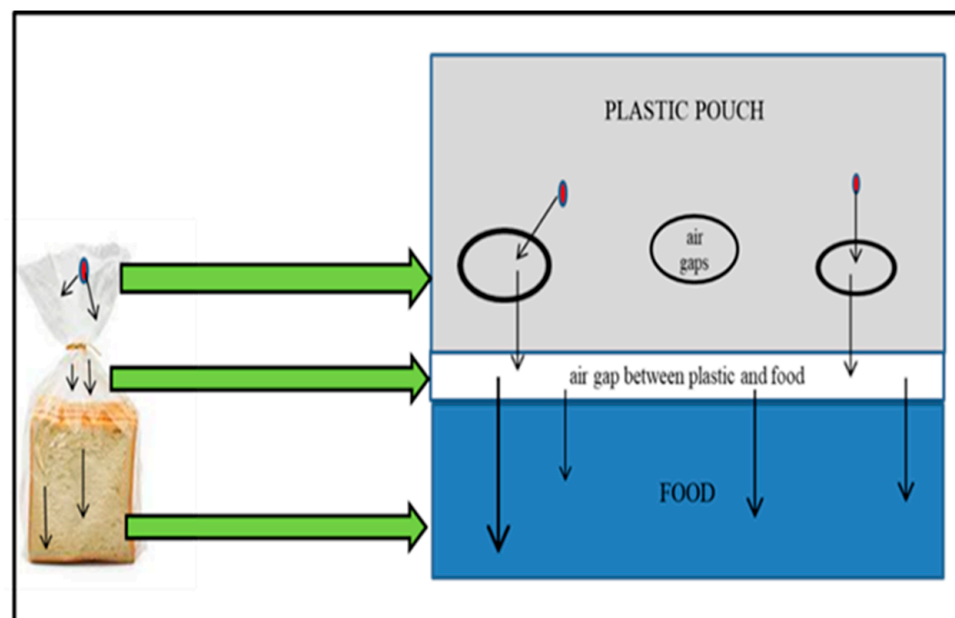 PLASTIC POUCH
air
gaps
air gap between plastic and food
FOOD